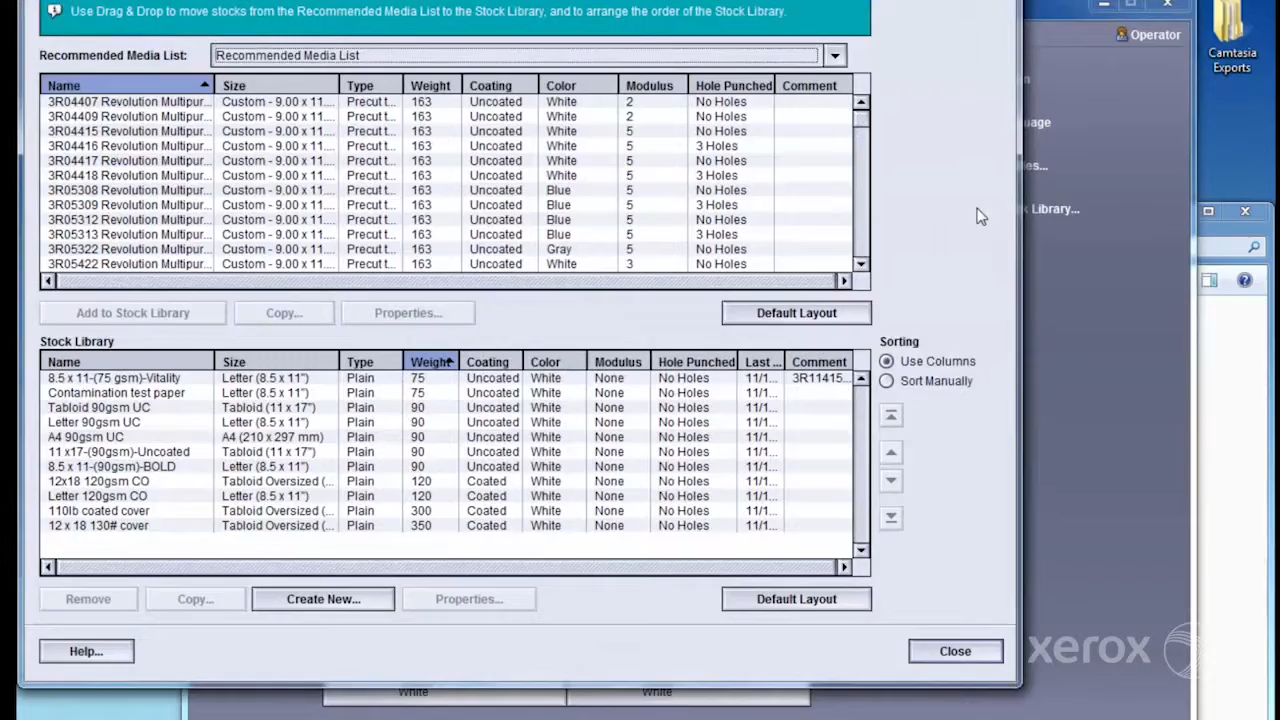 Use Drag & Drop to move stocks from the Recommended Media List to the Stock Library, and to arrange the order of the Stock Library.
Operator
Camtasia
Exports
Recommended Media List: Recommended Media List
Name Size Type Weight Coating Color Modulus Hole Punched Comment
3R04407 Revolution Multipur... Custom - 9.00 x 11.... Precut t... 163 Uncoated White 2 No Holes
3R04409 Revolution Multipur... Custom - 9.00 x 11.... Precut t... 163 Uncoated White 2 No Holes
3R04415 Revolution Multipur... Custom - 9.00 x 11.... Precut t... 163 Uncoated White 5 No Holes
3R04416 Revolution Multipur... Custom - 9.00 x 11.... Precut t... 163 Uncoated White 5 3 Holes
3R04417 Revolution Multipur... Custom - 9.00 x 11.... Precut t... 163 Uncoated White 5 No Holes
3R04418 Revolution Multipur... Custom - 9.00 x 11.... Precut t... 163 Uncoated White 5 3 Holes
3R05308 Revolution Multipur... Custom - 9.00 x 11.... Precut t... 163 Uncoated Blue 5 No Holes
3R05309 Revolution Multipur... Custom - 9.00 x 11.... Precut t... 163 Uncoated Blue 5 3 Holes
3R05312 Revolution Multipur... Custom - 9.00 x 11.... Precut t... 163 Uncoated Blue 5 No Holes
3R05313 Revolution Multipur... Custom - 9.00 x 11.... Precut t... 163 Uncoated Blue 5 3 Holes
3R05322 Revolution Multipur... Custom - 9.00 x 11.... Precut t... 163 Uncoated Gray 5 No Holes
3R05422 Revolution Multipur... Custom - 9.00 x 11.... Precut t... 163 Uncoated White 3 No Holes
uage
es...
k Library...
Add to Stock Library Copy... Properties... Default Layout
Stock Library
Sorting
Use Columns
Sort Manually
Name Size Type Weight Coating Color Modulus Hole Punched Last ... Comment
8.5 x 11-(75 gsm)-Vitality Letter (8.5 x 11") Plain 75 Uncoated White None No Holes 11/1... 3R11415...
Contamination test paper Letter (8.5 x 11") Plain 75 Uncoated White None No Holes 11/1...
Tabloid 90gsm UC Tabloid (11 x 17") Plain 90 Uncoated White None No Holes 11/1...
Letter 90gsm UC Letter (8.5 x 11") Plain 90 Uncoated White None No Holes 11/1...
A4 90gsm UC A4 (210 x 297 mm) Plain 90 Uncoated White None No Holes 11/1...
11 x17-(90gsm)-Uncoated Tabloid (11 x 17") Plain 90 Uncoated White None No Holes 11/1...
8.5 x 11-(90gsm)-BOLD Letter (8.5 x 11") Plain 90 Uncoated White None No Holes 11/1...
12x18 120gsm CO Tabloid Oversized (... Plain 120 Coated White None No Holes 11/1...
Letter 120gsm CO Letter (8.5 x 11") Plain 120 Coated White None No Holes 11/1...
110lb coated cover Tabloid Oversized (... Plain 300 Coated White None No Holes 11/1...
12 x 18 130# cover Tabloid Oversized (... Plain 350 Coated White None No Holes 11/1...
Remove Copy... Create New... Properties... Default Layout
Help... Close
xerox
White White